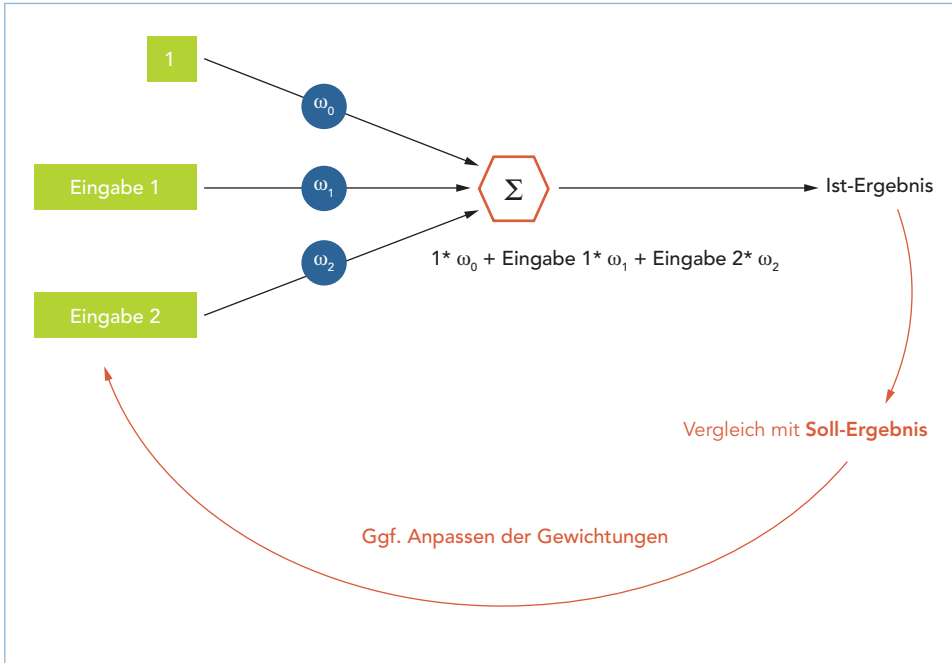 1
ω₀
Eingabe 1
ω₁
Σ
Ist-Ergebnis
ω₂
1* ω₀ + Eingabe 1* ω₁ + Eingabe 2* ω₂
Eingabe 2
Vergleich mit Soll-Ergebnis
Ggf. Anpassen der Gewichtungen